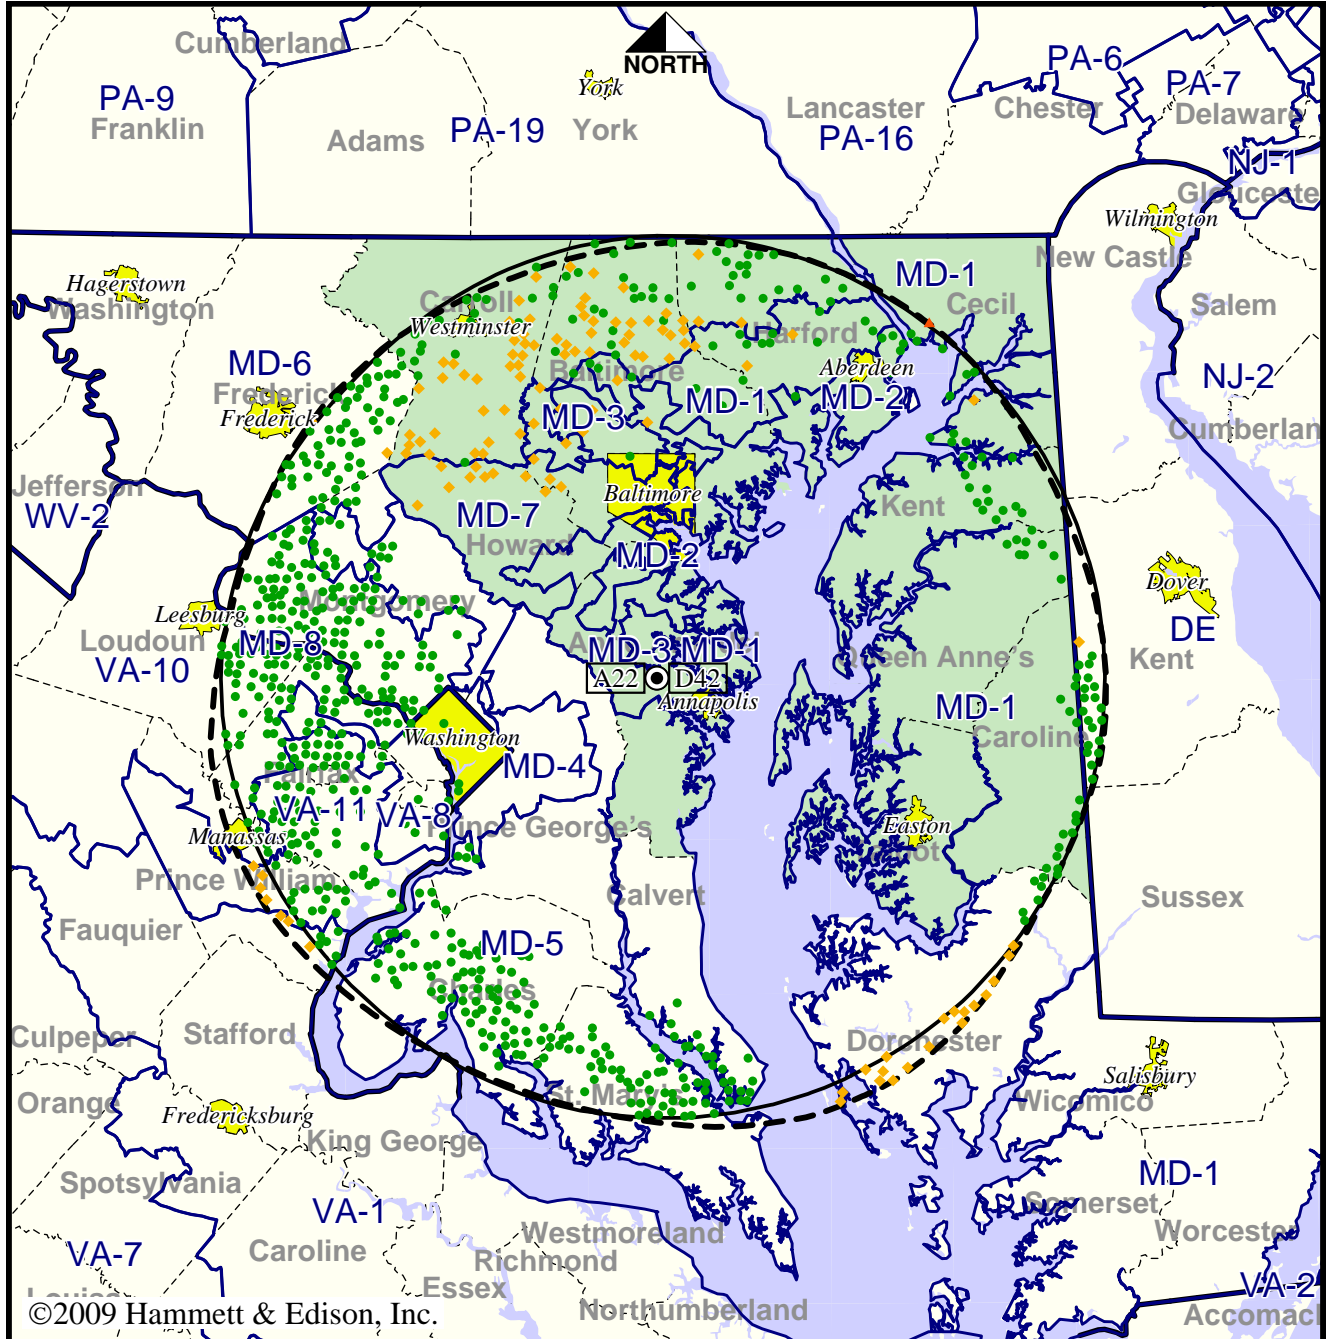 Cumberland
NORTH
PA-6
PA-7
York
PA-9
Franklin
Adams
PA-19
York
Lancaster
PA-16
Chester
Delaware
NJ-1
Glouceste
Wilmington
New Castle
Hagerstown
Washington
MD-1
Cecil
Salem
Carroll
Westminster
Harford
MD-6
Frederick
Frederick
Baltimore
Aberdeen
NJ-2
MD-3
MD-1
MD-2
Cumberlan
Jefferson
WV-2
Baltimore
Kent
MD-7
Howard
MD-2
Dover
Leesburg
Montgomery
Loudoun
MD-8
VA-10
MD-3
MD-1
Queen Anne's
DE
Kent
A22
D42
Annapolis
MD-1
Caroline
Washington
MD-4
Fairfax
VA-11
VA-8
Manassas
Prince George's
Easton
Prince William
Calvert
Sussex
Fauquier
MD-5
Charles
Culpeper
Stafford
Dorchester
Orange
St. Mary's
Salisbury
Wicomico
Fredericksburg
King George
Spotsylvania
MD-1
Somerset
VA-1
Westmoreland
Worcester
VA-7
Caroline
Richmond
Essex
VA-2
©2009 Hammett & Edison, Inc.
Northumberland
Accomac